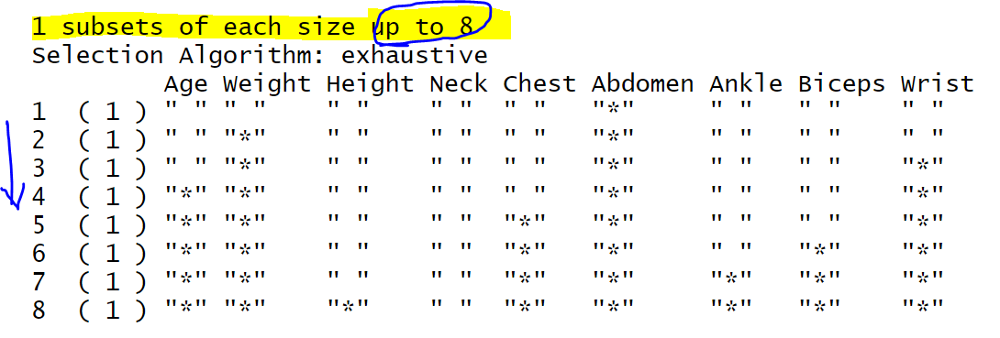 1 subsets of each size up to 8
Selection Algorithm: exhaustive
         Age Weight Height Neck Chest Abdomen Ankle Biceps Wrist
1  ( 1 ) " " " "    " "    " "  " "   "*"     " "   " "    " "
2  ( 1 ) " " "*"    " "    " "  " "   "*"     " "   " "    " "
3  ( 1 ) " " "*"    " "    " "  " "   "*"     " "   " "    "*"
4  ( 1 ) "*" "*"    " "    " "  " "   "*"     " "   " "    "*"
5  ( 1 ) "*" "*"    " "    " "  "*"   "*"     " "   " "    "*"
6  ( 1 ) "*" "*"    " "    " "  "*"   "*"     " "   "*"    "*"
7  ( 1 ) "*" "*"    " "    " "  "*"   "*"     "*"   "*"    "*"
8  ( 1 ) "*" "*"    "*"    " "  "*"   "*"     "*"   "*"    "*"